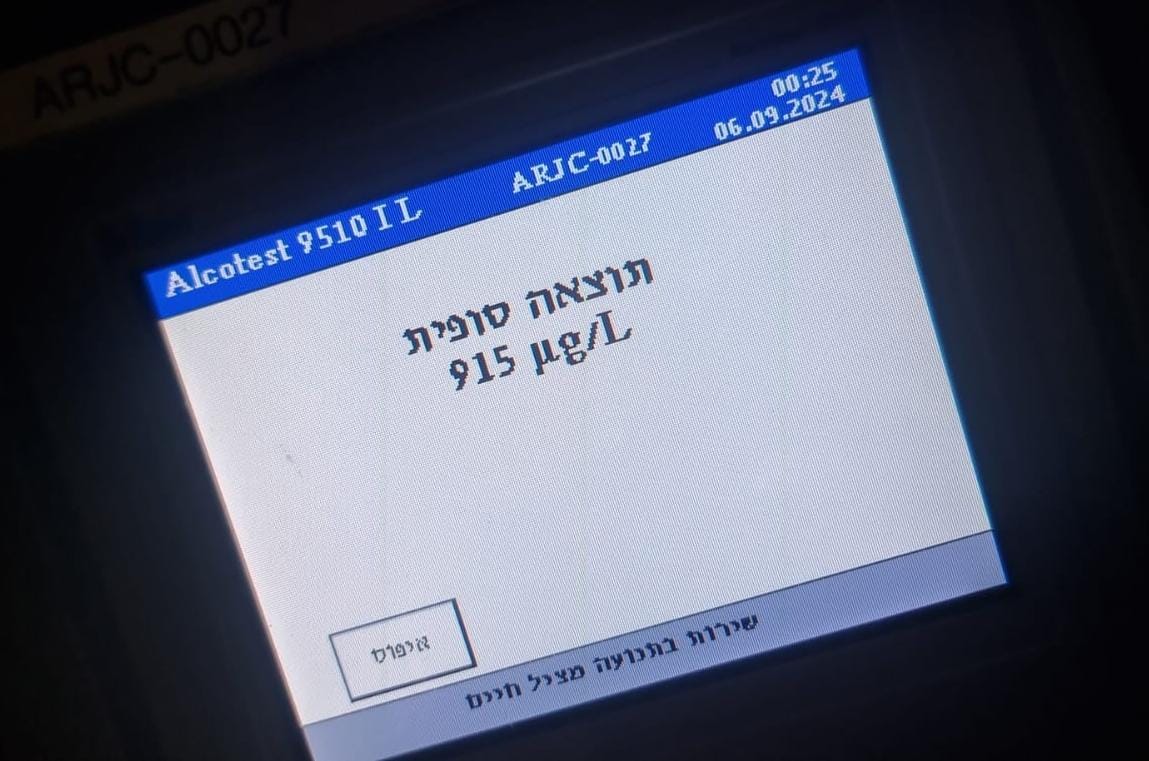 ARJC-0027
Alcotest 9510 IL ARJC-0027 00:25
06.09.2024
תוצאה סופית
915 µg/L
איפוס
שירות בתנועה מציל חיים